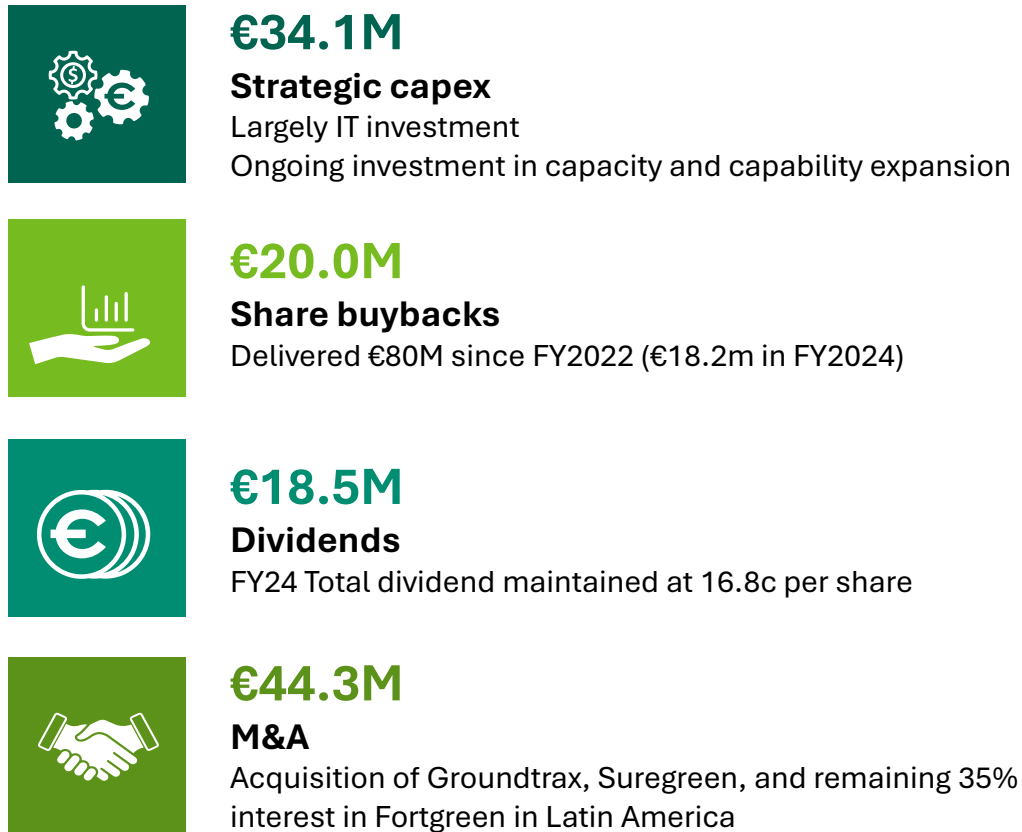 €34.1M
Strategic capex
Largely IT investment
Ongoing investment in capacity and capability expansion
€20.0M
Share buybacks
Delivered €80M since FY2022 (€18.2m in FY2024)
€18.5M
Dividends
FY24 Total dividend maintained at 16.8c per share
€44.3M
M&A
Acquisition of Groundtrax, Suregreen, and remaining 35%
interest in Fortgreen in Latin America